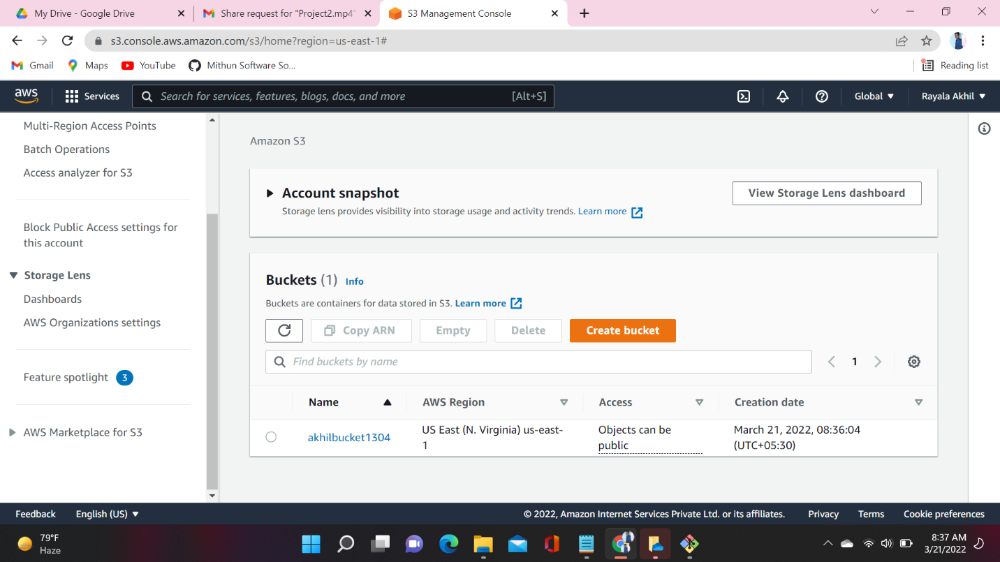 My Drive - Google Drive
Share request for "Project2.mp4"
S3 Management Console
s3.console.aws.amazon.com/s3/home?region=us-east-1#
Gmail
Maps
YouTube
Mithun Software So...
Reading list
aws
Services
Search for services, features, blogs, docs, and more
[Alt+S]
Global
Rayala Akhil
Multi-Region Access Points
Batch Operations
Access analyzer for S3
Block Public Access settings for
this account
Storage Lens
Dashboards
AWS Organizations settings
Feature spotlight 3
AWS Marketplace for S3
Amazon S3
Account snapshot
Storage lens provides visibility into storage usage and activity trends. Learn more
View Storage Lens dashboard
Buckets (1) Info
Buckets are containers for data stored in S3. Learn more
Copy ARN
Empty
Delete
Create bucket
Find buckets by name
1
Name
AWS Region
Access
Creation date
akhilbucket1304
US East (N. Virginia) us-east-
1
Objects can be
public
March 21, 2022, 08:36:04
(UTC+05:30)
Feedback
English (US)
© 2022, Amazon Internet Services Private Ltd. or its affiliates.
Privacy
Terms
Cookie preferences
79°F
Haze
8:37 AM
3/21/2022